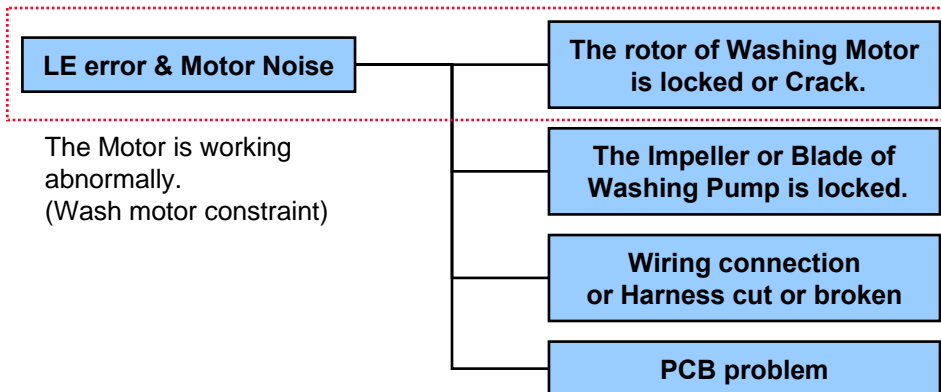 LE error & Motor Noise
The rotor of Washing Motor
is locked or Crack.
The Motor is working
abnormally.
(Wash motor constraint)
The Impeller or Blade of
Washing Pump is locked.
Wiring connection
or Harness cut or broken
PCB problem